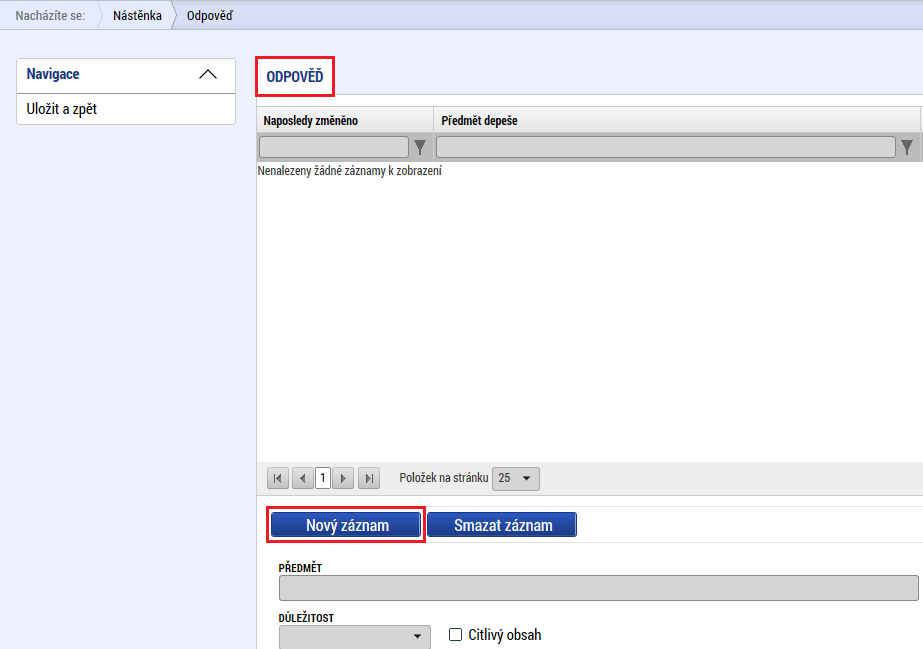 Nacházíte se: Nástěnka Odpověď
Navigace
Uložit a zpět
ODPOVĚĎ
Naposledy změněno Předmět depeše
Nenalezeny žádné záznamy k zobrazení
1 Položek na stránku 25
Nový záznam Smazat záznam
PŘEDMĚT
DŮLEŽITOST
Citlivý obsah